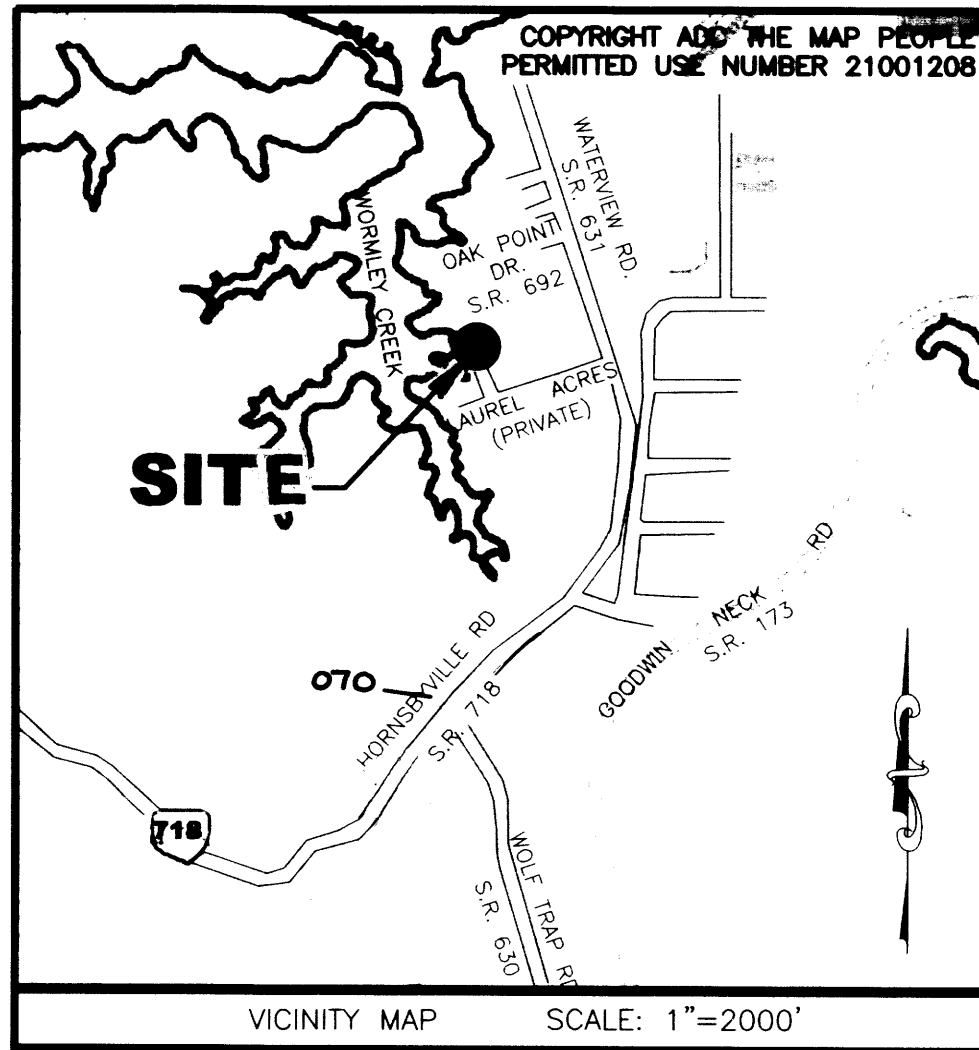 COPYRIGHT ADC THE MAP PEOPLE
PERMITTED USE NUMBER 21001208
WATERVIEW RD.
S.R. 631
WORMLEY CREEK
OAK POINT
DR.
S.R. 692
LAUREL ACRES
(PRIVATE)
SITE
GOODWIN NECK RD
S.R. 173
HORNSBYVILLE RD
S.R. 718
070
718
WOLF TRAP RD
S.R. 630
VICINITY MAP SCALE: 1"=2000'